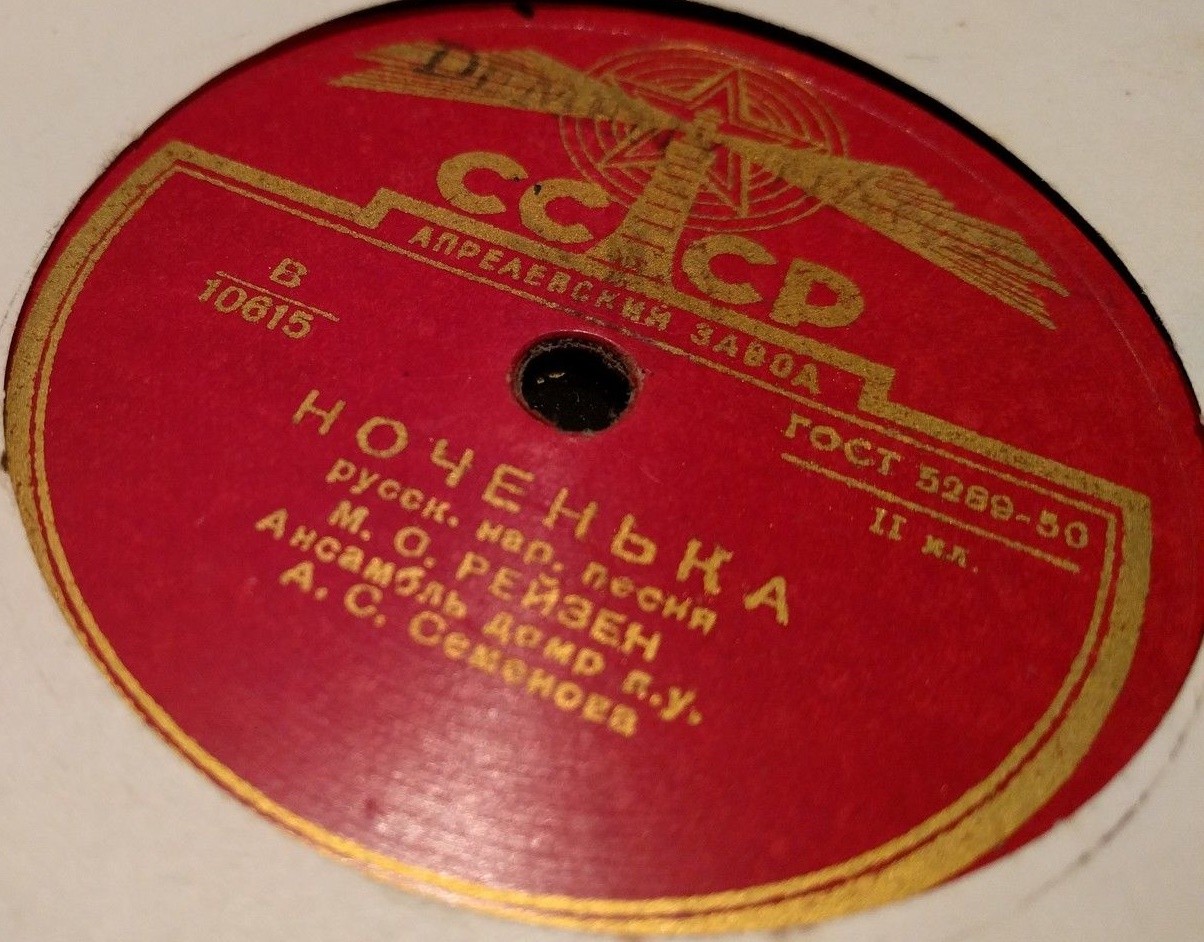 СССР
АПРЕЛЕВСКИЙ ЗАВОД
В
10615
ГОСТ 5289-50
II кл.
НОЧЕНЬКА
русск. нар. песня
М. О. РЕЙЗЕН
Ансамбль домр п.у.
А. С. Семенова